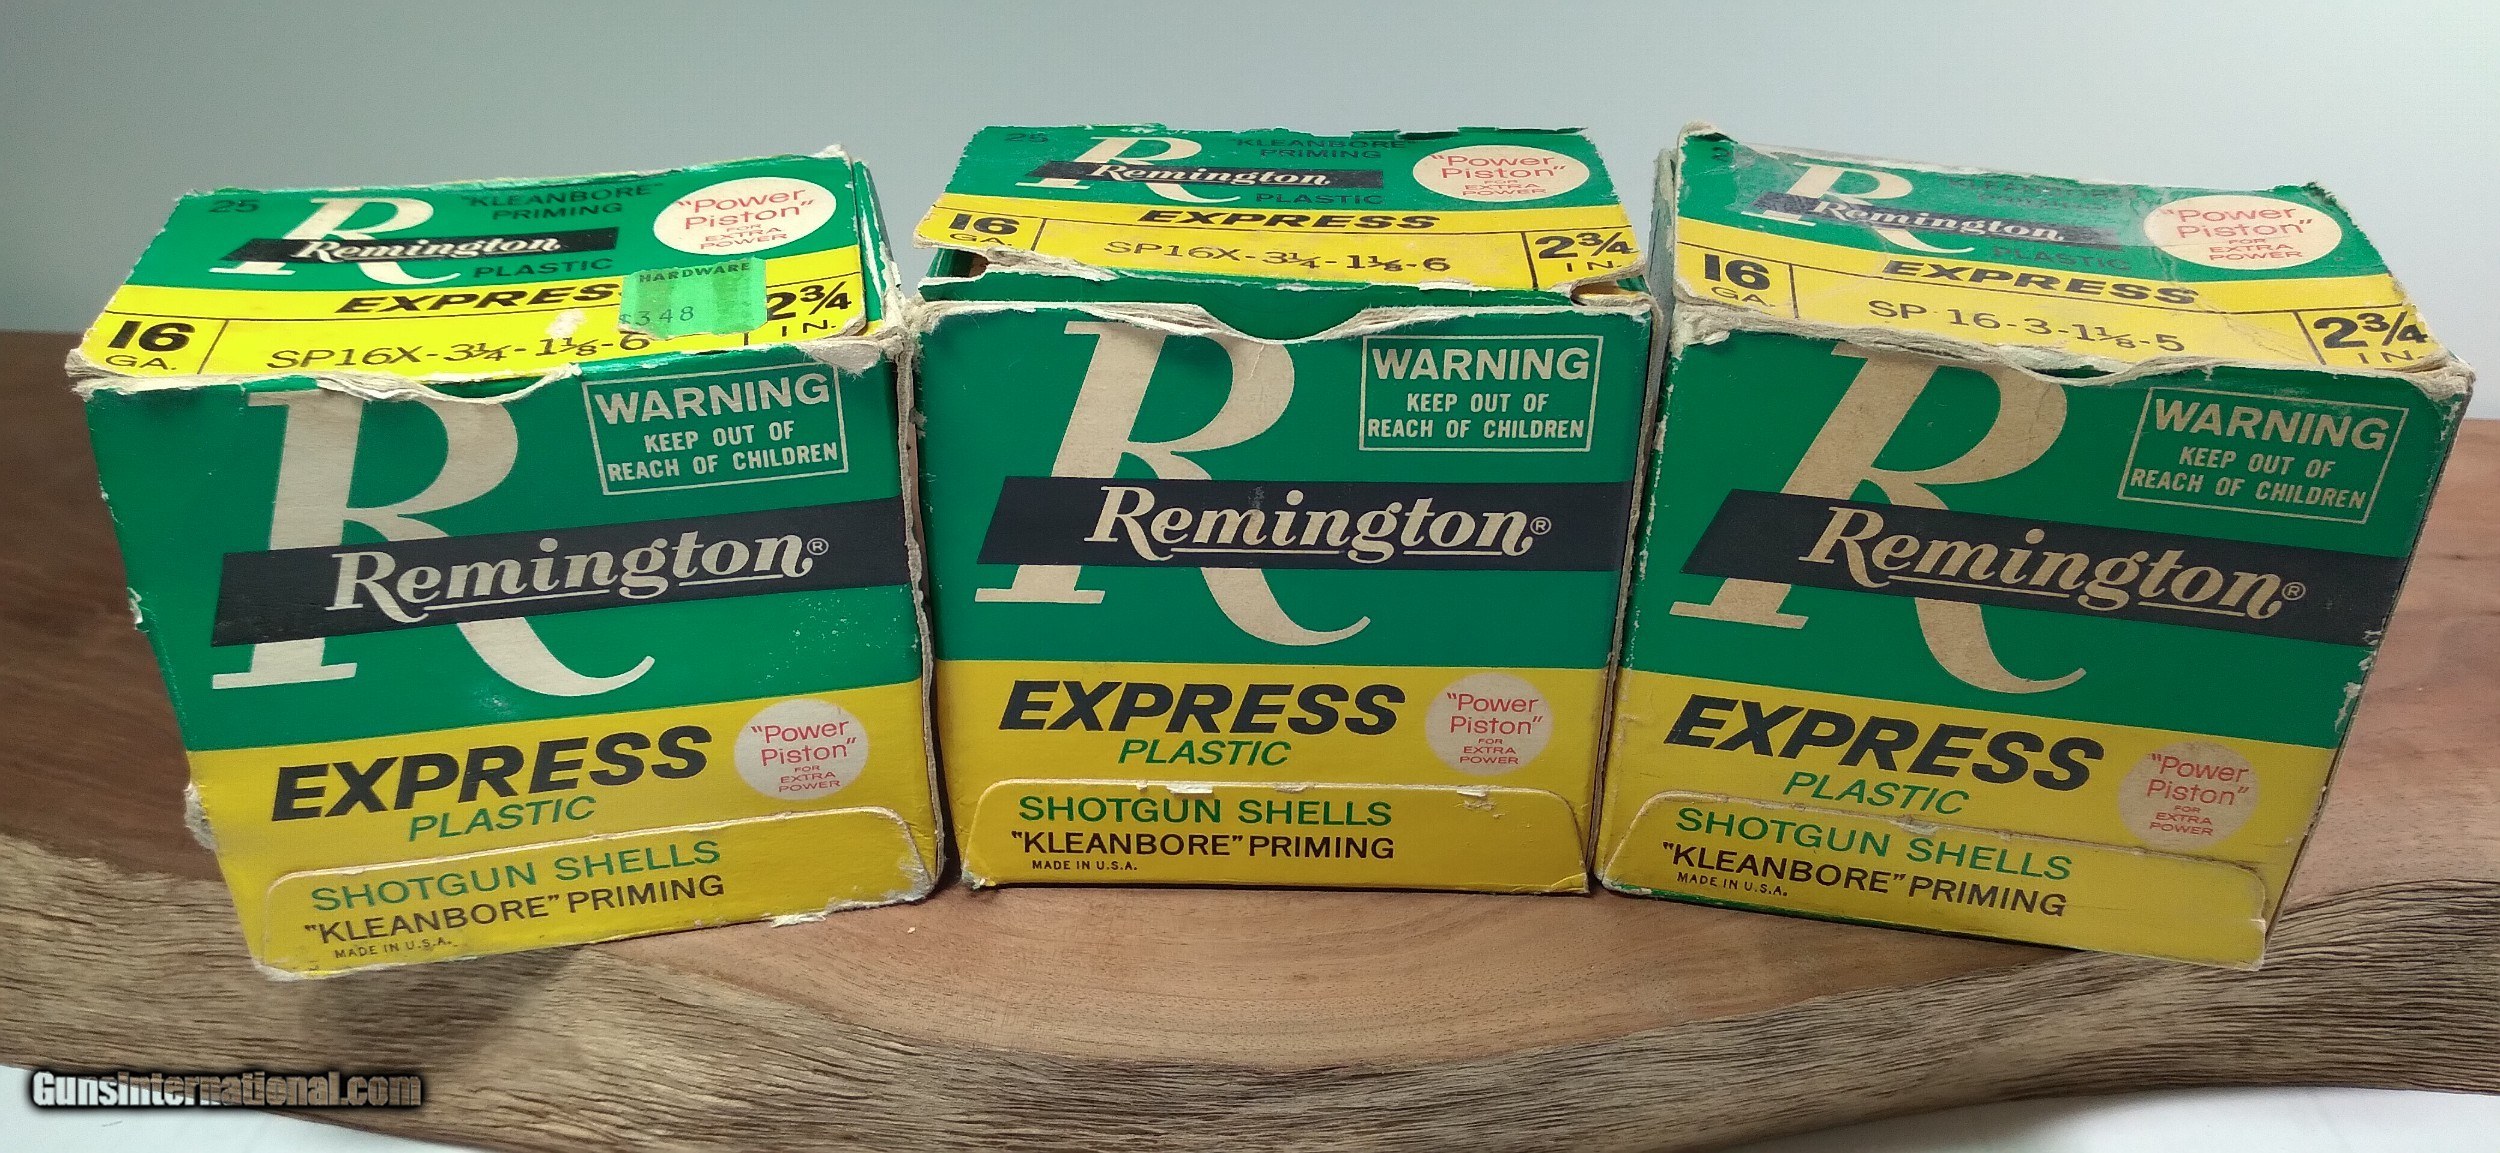 25
"KLEANBORE"
PRIMING
R
Remington
PLASTIC
"Power
Piston"
FOR
EXTRA
POWER
EXPRESS
HARDWARE
$3 48
16
GA.
SP16X-3¼-1⅛-6
2¾
IN.
R
WARNING
KEEP OUT OF
REACH OF CHILDREN
Remington®
EXPRESS
PLASTIC
"Power
Piston"
FOR
EXTRA
POWER
SHOTGUN SHELLS
"KLEANBORE" PRIMING
MADE IN U.S.A.
25
"KLEANBORE"
PRIMING
R
Remington
PLASTIC
"Power
Piston"
FOR
EXTRA
POWER
EXPRESS
16
GA.
SP16X-3¼-1⅛-6
2¾
IN.
R
WARNING
KEEP OUT OF
REACH OF CHILDREN
Remington®
EXPRESS
PLASTIC
"Power
Piston"
FOR
EXTRA
POWER
SHOTGUN SHELLS
"KLEANBORE" PRIMING
MADE IN U.S.A.
R
Remington
PLASTIC
"Power
Piston"
FOR
EXTRA
POWER
EXPRESS
16
GA.
SP 16-3-1⅛-5
2¾
IN.
R
WARNING
KEEP OUT OF
REACH OF CHILDREN
Remington®
EXPRESS
PLASTIC
"Power
Piston"
FOR
EXTRA
POWER
SHOTGUN SHELLS
"KLEANBORE" PRIMING
MADE IN U.S.A.
GunsInternational.com